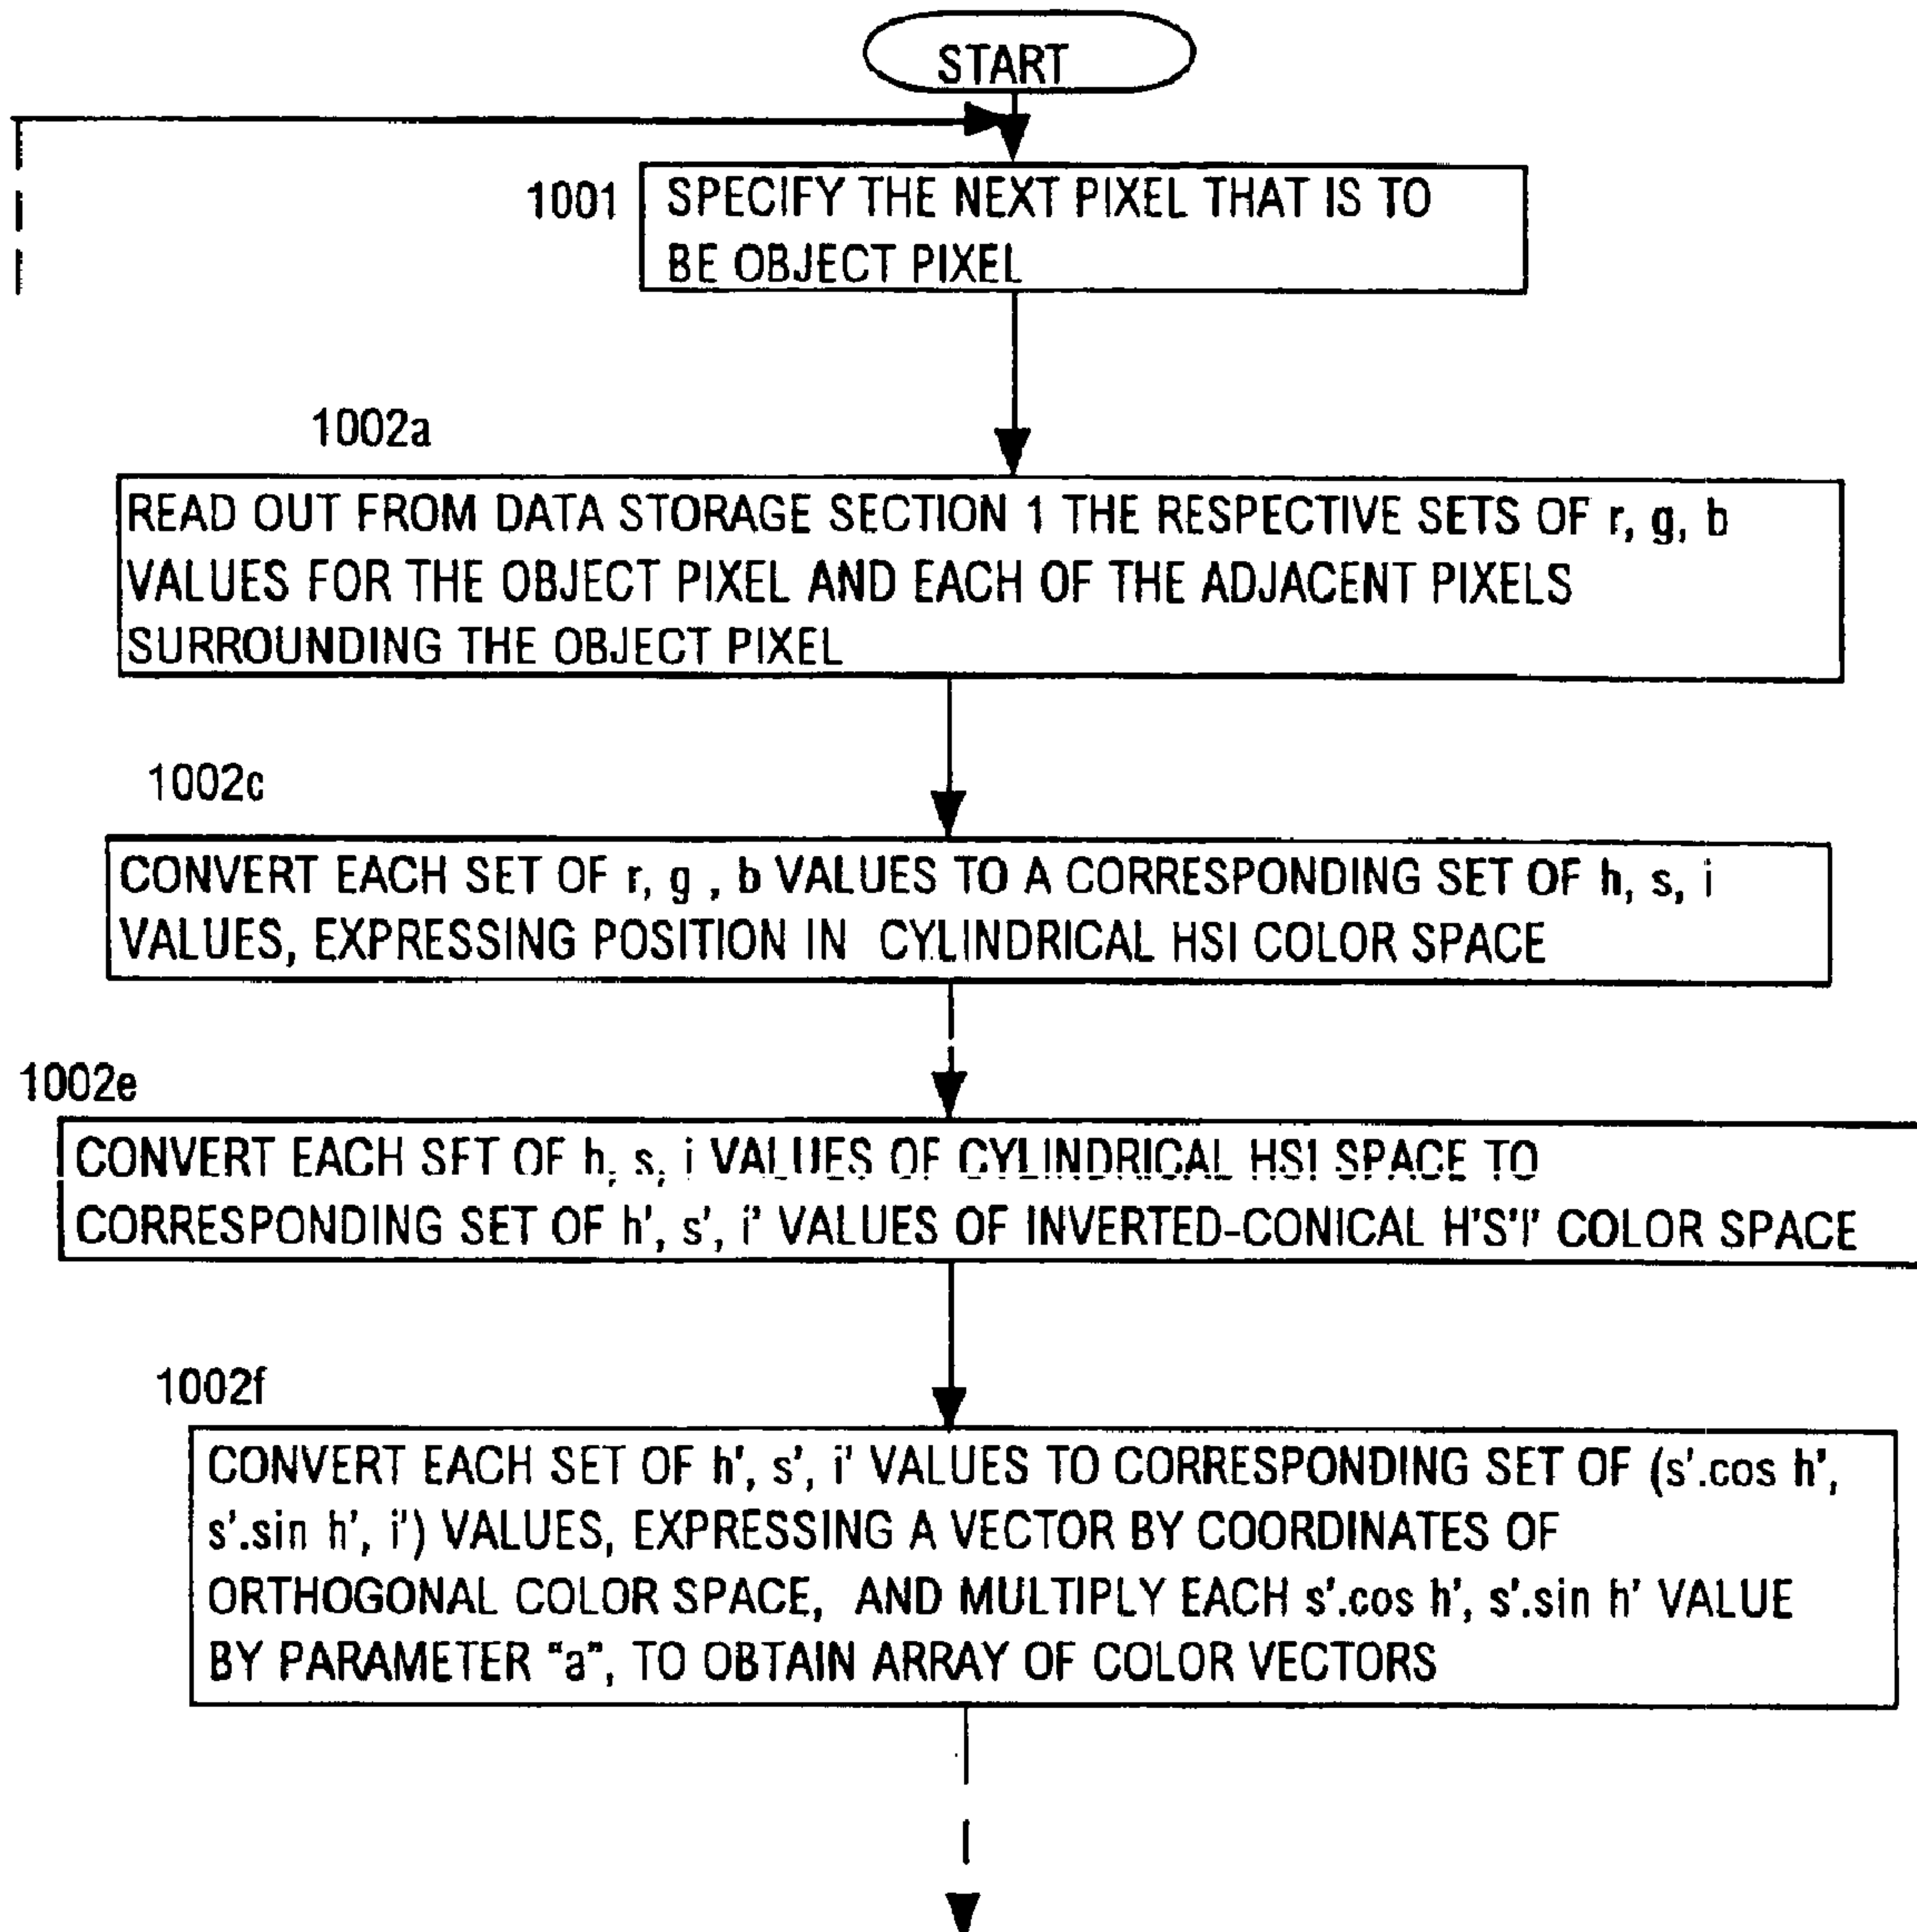 START
1001
SPECIFY THE NEXT PIXEL THAT IS TO
BE OBJECT PIXEL
1002a
READ OUT FROM DATA STORAGE SECTION 1 THE RESPECTIVE SETS OF r, g, b
VALUES FOR THE OBJECT PIXEL AND EACH OF THE ADJACENT PIXELS
SURROUNDING THE OBJECT PIXEL
1002c
CONVERT EACH SET OF r, g , b VALUES TO A CORRESPONDING SET OF h, s, i
VALUES, EXPRESSING POSITION IN CYLINDRICAL HSI COLOR SPACE
1002e
CONVERT EACH SET OF h, s, i VALUES OF CYLINDRICAL HSI SPACE TO
CORRESPONDING SET OF h', s', i' VALUES OF INVERTED-CONICAL H'S'I' COLOR SPACE
1002f
CONVERT EACH SET OF h', s', i' VALUES TO CORRESPONDING SET OF (s'.cos h',
s'.sin h', i') VALUES, EXPRESSING A VECTOR BY COORDINATES OF
ORTHOGONAL COLOR SPACE, AND MULTIPLY EACH s'.cos h', s'.sin h' VALUE
BY PARAMETER "a", TO OBTAIN ARRAY OF COLOR VECTORS